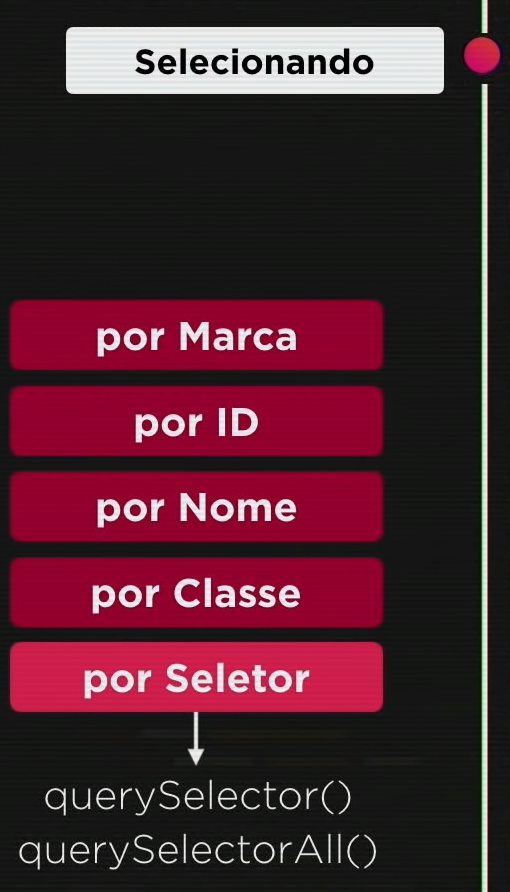 Selecionando
por Marca
por ID
por Nome
por Classe
por Seletor
querySelector()
querySelectorAll()